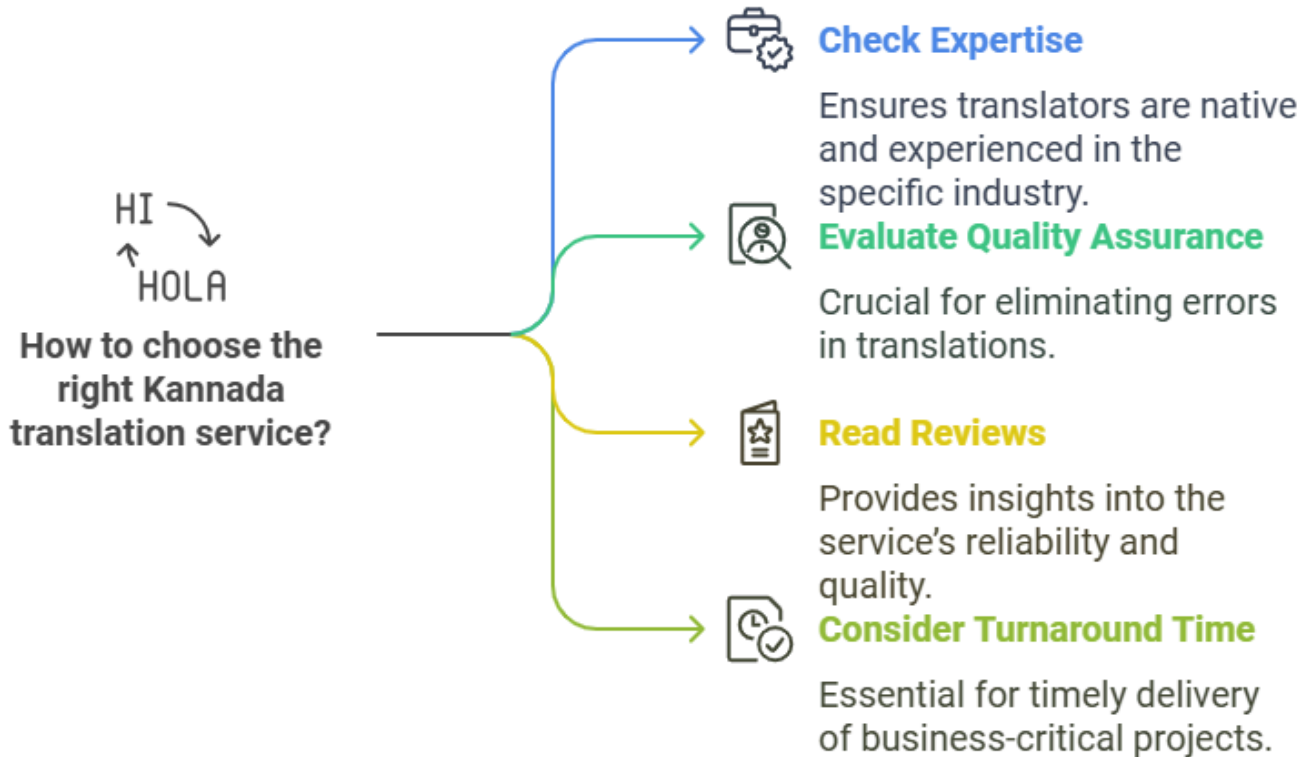 HI
HOLA
How to choose the
right Kannada
translation service?
Check Expertise
Ensures translators are native
and experienced in the
specific industry.
Evaluate Quality Assurance
Crucial for eliminating errors
in translations.
Read Reviews
Provides insights into the
service’s reliability and
quality.
Consider Turnaround Time
Essential for timely delivery
of business-critical projects.